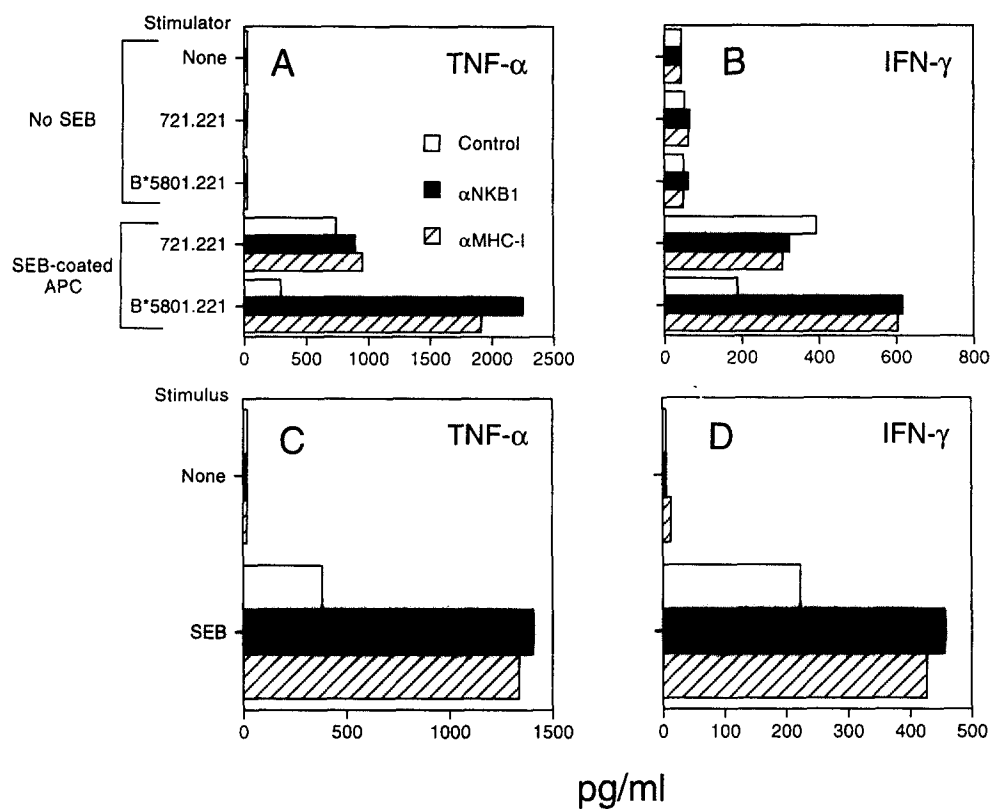 Stimulator
No SEB
None
721.221
B*5801.221
SEB-coated
APC
721.221
B*5801.221
A
TNF-α
Control
αNKB1
αMHC-I
0 500 1000 1500 2000 2500
B
IFN-γ
0 200 400 600 800
Stimulus
None
SEB
C
TNF-α
0 500 1000 1500
D
IFN-γ
0 100 200 300 400 500
pg/ml